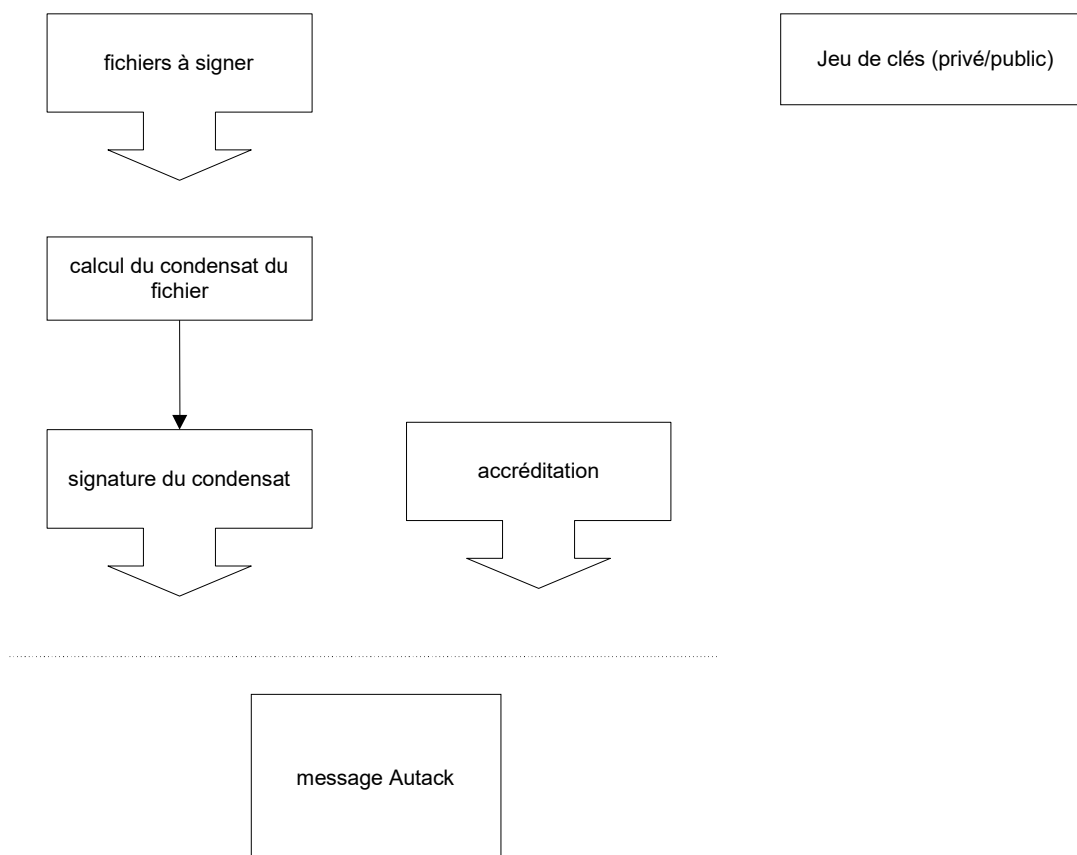 fichiers à signer
Jeu de clés (privé/public)
calcul du condensat du
fichier
signature du condensat
accréditation
message Autack